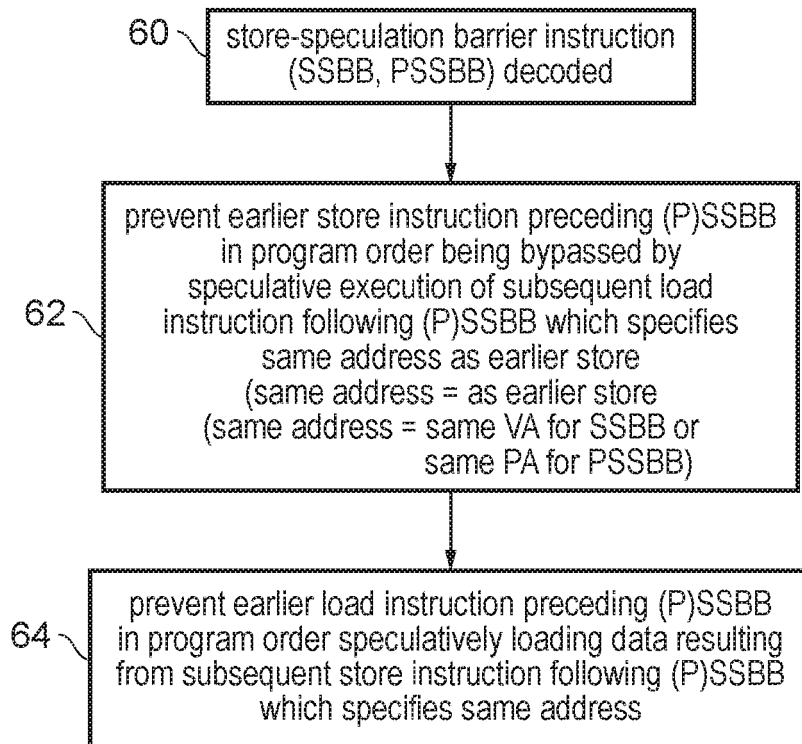 60
store-speculation barrier instruction
(SSBB, PSSBB) decoded
62
prevent earlier store instruction preceding (P)SSBB
in program order being bypassed by
speculative execution of subsequent load
instruction following (P)SSBB which specifies
same address as earlier store
(same address = as earlier store
(same address = same VA for SSBB or
same PA for PSSBB)
64
prevent earlier load instruction preceding (P)SSBB
in program order speculatively loading data resulting
from subsequent store instruction following (P)SSBB
which specifies same address